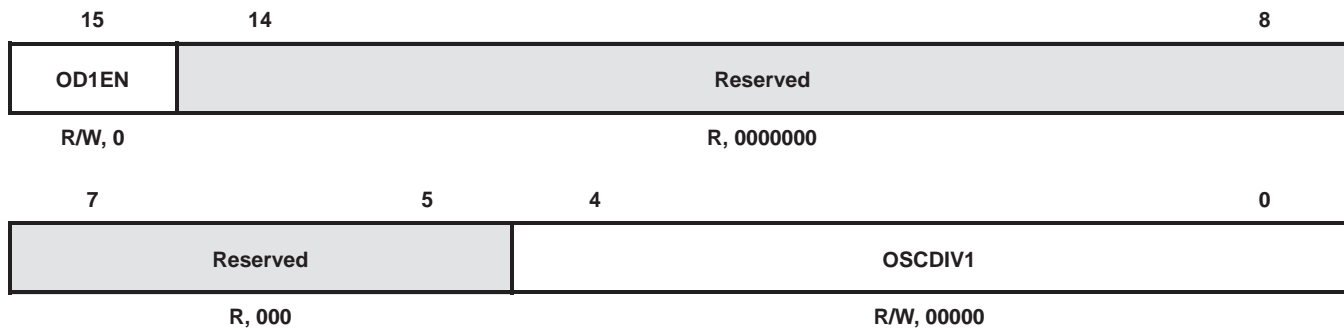 15 14 8
OD1EN Reserved
R/W, 0 R, 0000000
7 5 4 0
Reserved OSCDIV1
R, 000 R/W, 00000